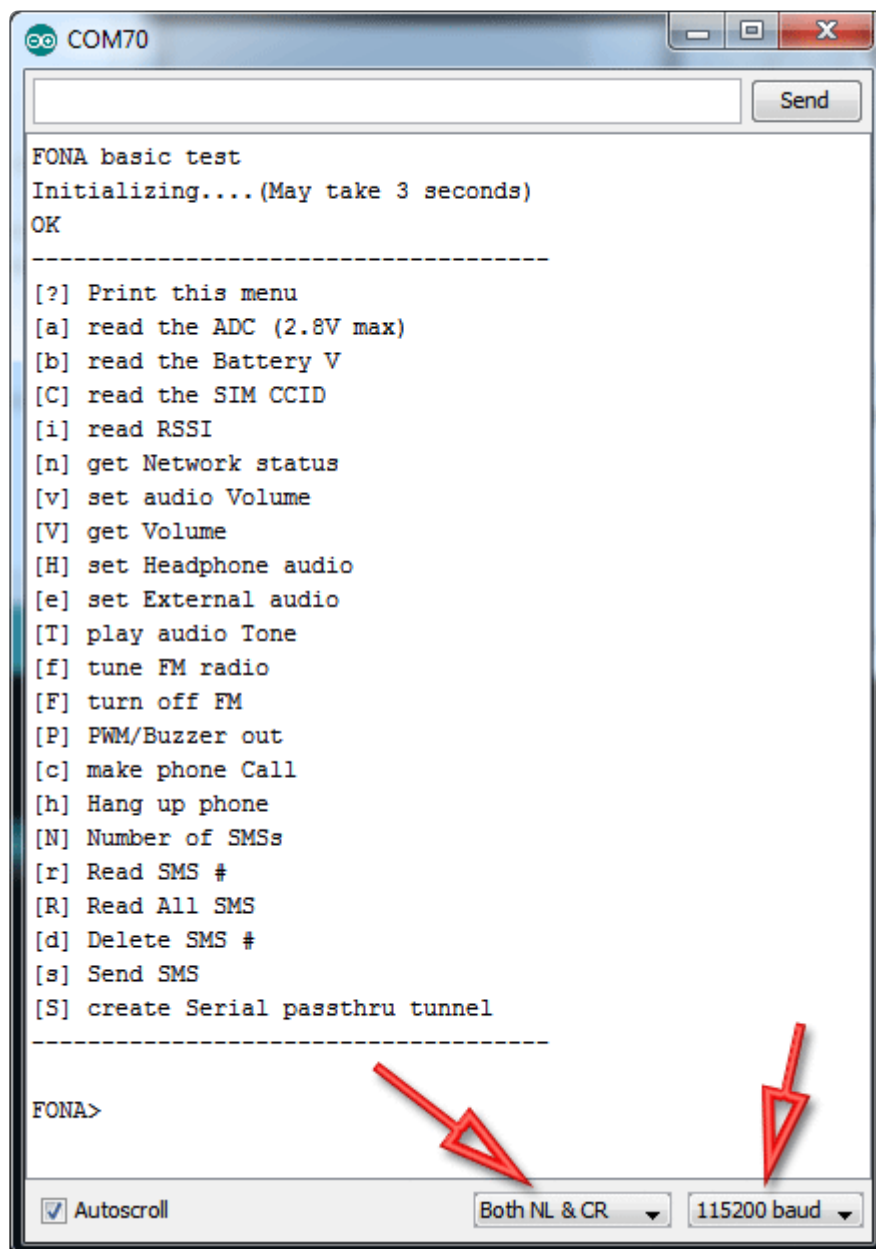 COM70
Send
FONA basic test
Initializing....(May take 3 seconds)
OK
-------------------------------------
[?] Print this menu
[a] read the ADC (2.8V max)
[b] read the Battery V
[C] read the SIM CCID
[i] read RSSI
[n] get Network status
[v] set audio Volume
[V] get Volume
[H] set Headphone audio
[e] set External audio
[T] play audio Tone
[f] tune FM radio
[F] turn off FM
[P] PWM/Buzzer out
[c] make phone Call
[h] Hang up phone
[N] Number of SMSs
[r] Read SMS #
[R] Read All SMS
[d] Delete SMS #
[s] Send SMS
[S] create Serial passthru tunnel
-------------------------------------
FONA>
Autoscroll
Both NL & CR
115200 baud